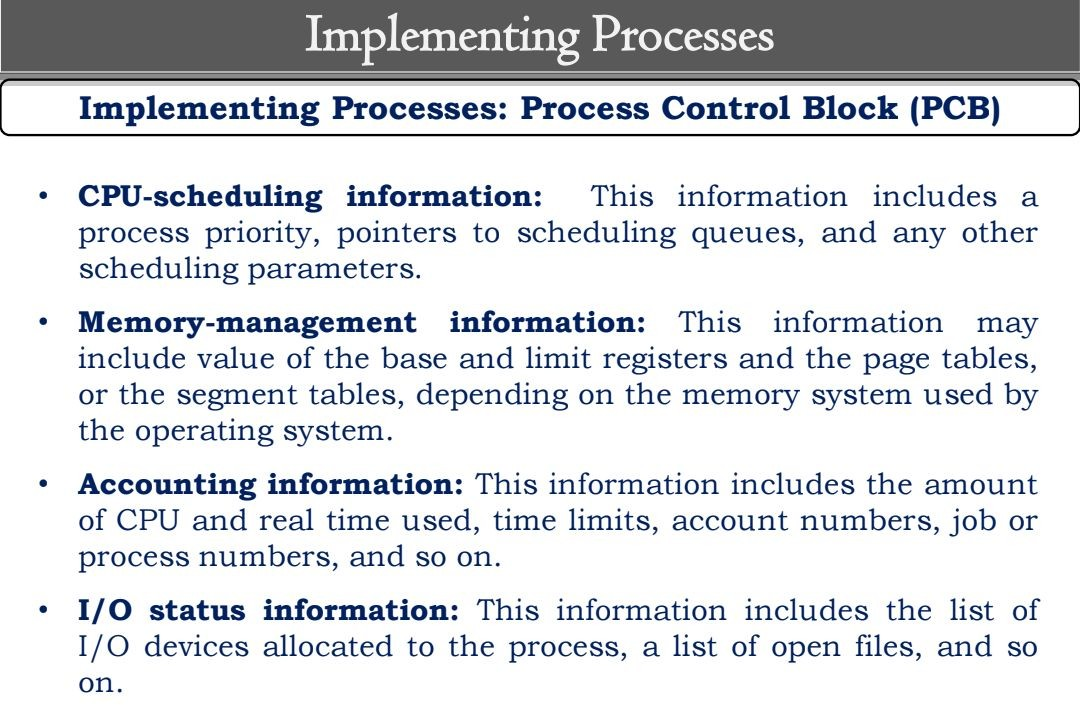 Implementing Processes
Implementing Processes: Process Control Block (PCB)
• CPU-scheduling information: This information includes a
process priority, pointers to scheduling queues, and any other
scheduling parameters.
• Memory-management information: This information may
include value of the base and limit registers and the page tables,
or the segment tables, depending on the memory system used by
the operating system.
• Accounting information: This information includes the amount
of CPU and real time used, time limits, account numbers, job or
process numbers, and so on.
• I/O status information: This information includes the list of
I/O devices allocated to the process, a list of open files, and so
on.